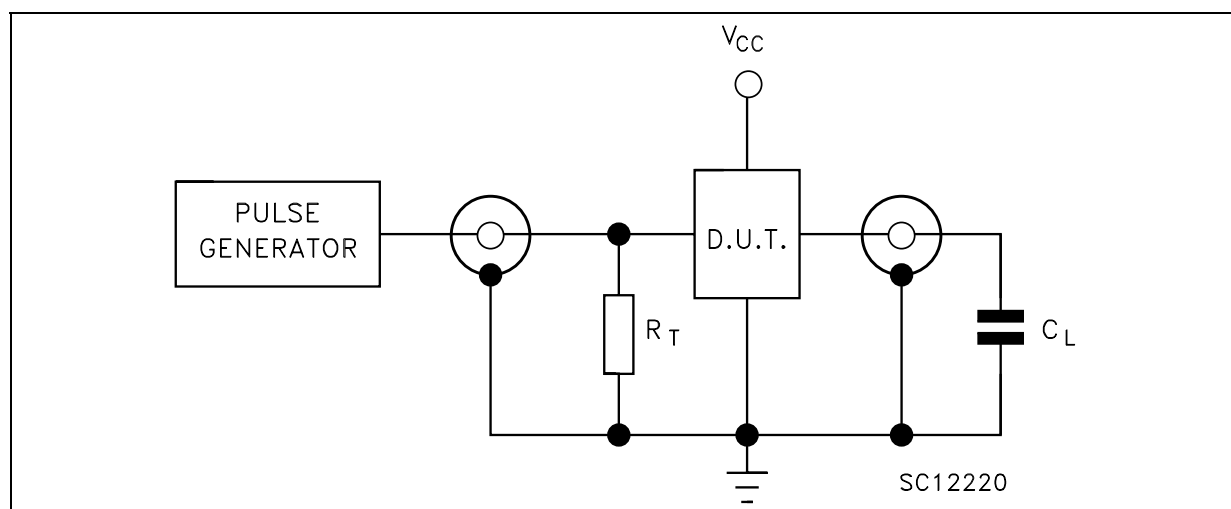 VCC
PULSE
GENERATOR
D.U.T.
RT
CL
SC12220